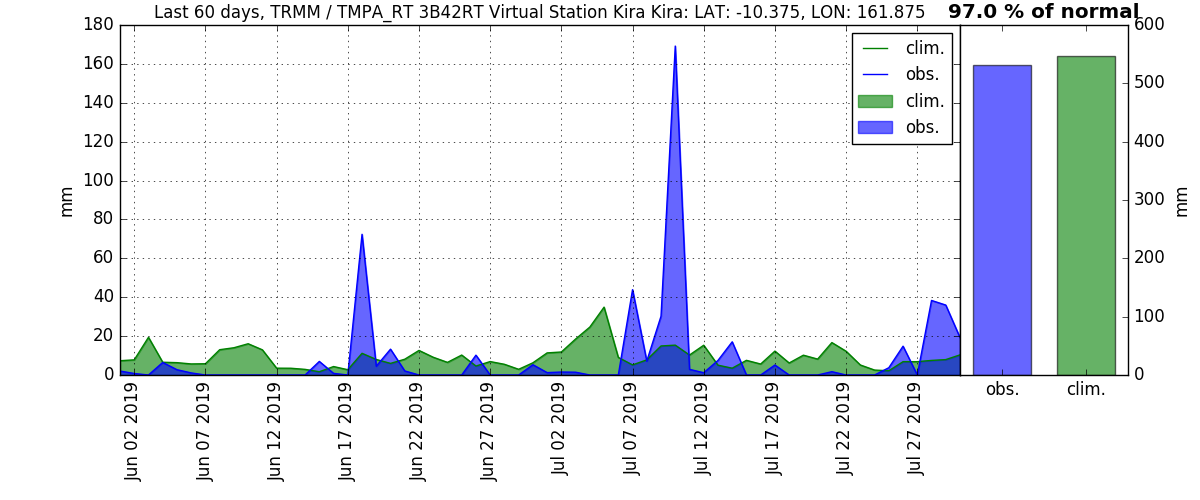 Last 60 days, TRMM / TMPA_RT 3B42RT Virtual Station Kira Kira: LAT: -10.375, LON: 161.875
97.0 % of normal
180
160
140
120
100
80
60
40
20
0
mm
clim.
obs.
clim.
obs.
600
500
400
300
200
100
0
mm
obs.
clim.
Jun 02 2019
Jun 07 2019
Jun 12 2019
Jun 17 2019
Jun 22 2019
Jun 27 2019
Jul 02 2019
Jul 07 2019
Jul 12 2019
Jul 17 2019
Jul 22 2019
Jul 27 2019